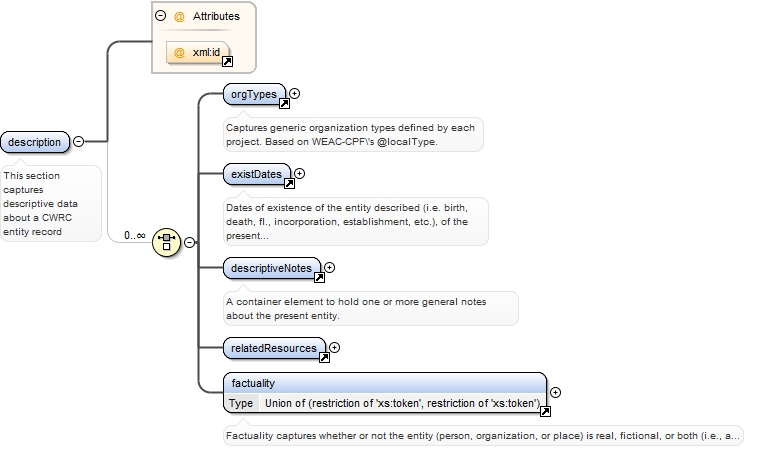 Attributes
@ xml:id
orgTypes
Captures generic organization types defined by each
project. Based on WEAC-CPF\'s @localType.
description
This section
captures
descriptive data
about a CWRC
entity record
existDates
Dates of existence of the entity described (i.e. birth,
death, fl., incorporation, establishment, etc.), of the
present...
0..∞
descriptiveNotes
A container element to hold one or more general notes
about the present entity.
relatedResources
factuality
Type Union of (restriction of 'xs:token', restriction of 'xs:token')
Factuality captures whether or not the entity (person, organization, or place) is real, fictional, or both (i.e., a...